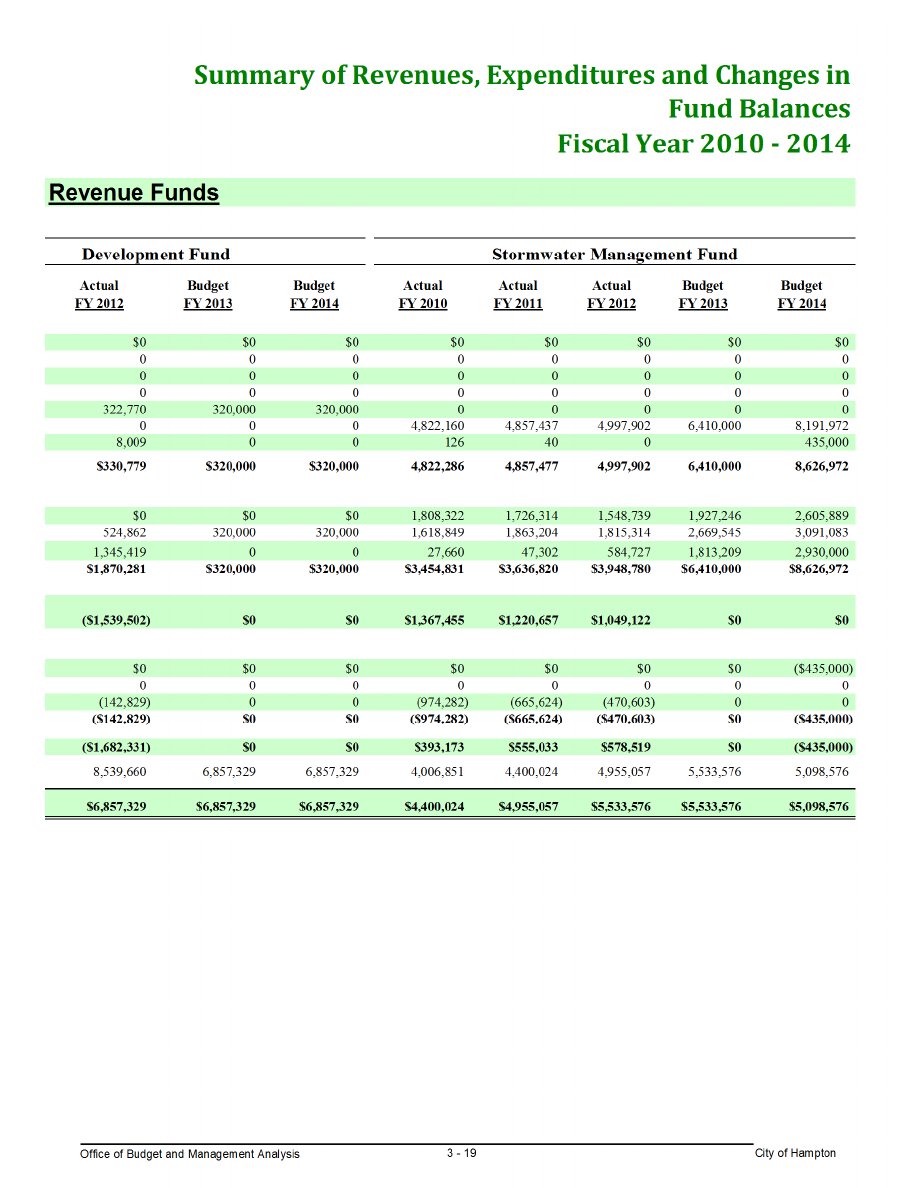 Summary of Revenues, Expenditures and Changes in
Fund Balances
Fiscal Year 2010 - 2014
Revenue Funds
Development Fund Stormwater Management Fund
Actual Budget Budget Actual Actual Actual Budget Budget
FY 2012 FY 2013 FY 2014 FY 2010 FY 2011 FY 2012 FY 2013 FY 2014
$0 $0 $0 $0 $0 $0 $0 $0
0 0 0 0 0 0 0 0
0 0 0 0 0 0 0 0
0 0 0 0 0 0 0 0
322,770 320,000 320,000 0 0 0 0 0
0 0 0 4,822,160 4,857,437 4,997,902 6,410,000 8,191,972
8,009 0 0 126 40 0 435,000
$330,779 $320,000 $320,000 4,822,286 4,857,477 4,997,902 6,410,000 8,626,972
$0 $0 $0 1,808,322 1,726,314 1,548,739 1,927,246 2,605,889
524,862 320,000 320,000 1,618,849 1,863,204 1,815,314 2,669,545 3,091,083
1,345,419 0 0 27,660 47,302 584,727 1,813,209 2,930,000
$1,870,281 $320,000 $320,000 $3,454,831 $3,636,820 $3,948,780 $6,410,000 $8,626,972
($1,539,502) $0 $0 $1,367,455 $1,220,657 $1,049,122 $0 $0
$0 $0 $0 $0 $0 $0 $0 ($435,000)
0 0 0 0 0 0 0 0
(142,829) 0 0 (974,282) (665,624) (470,603) 0 0
($142,829) $0 $0 ($974,282) ($665,624) ($470,603) $0 ($435,000)
($1,682,331) $0 $0 $393,173 $555,033 $578,519 $0 ($435,000)
8,539,660 6,857,329 6,857,329 4,006,851 4,400,024 4,955,057 5,533,576 5,098,576
$6,857,329 $6,857,329 $6,857,329 $4,400,024 $4,955,057 $5,533,576 $5,533,576 $5,098,576
Office of Budget and Management Analysis 3 - 19 City of Hampton